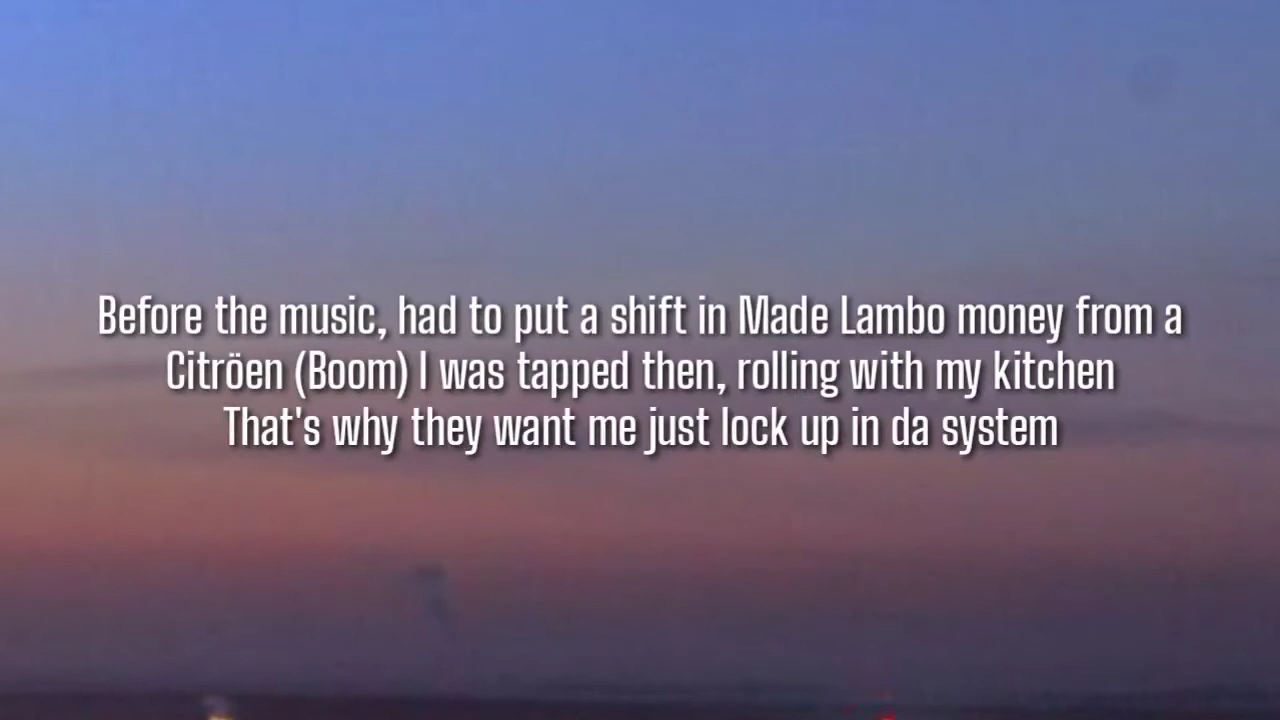 Before the music, had to put a shift in Made Lambo money from a
Citröen (Boom) I was tapped then, rolling with my kitchen
That's why they want me just lock up in da system